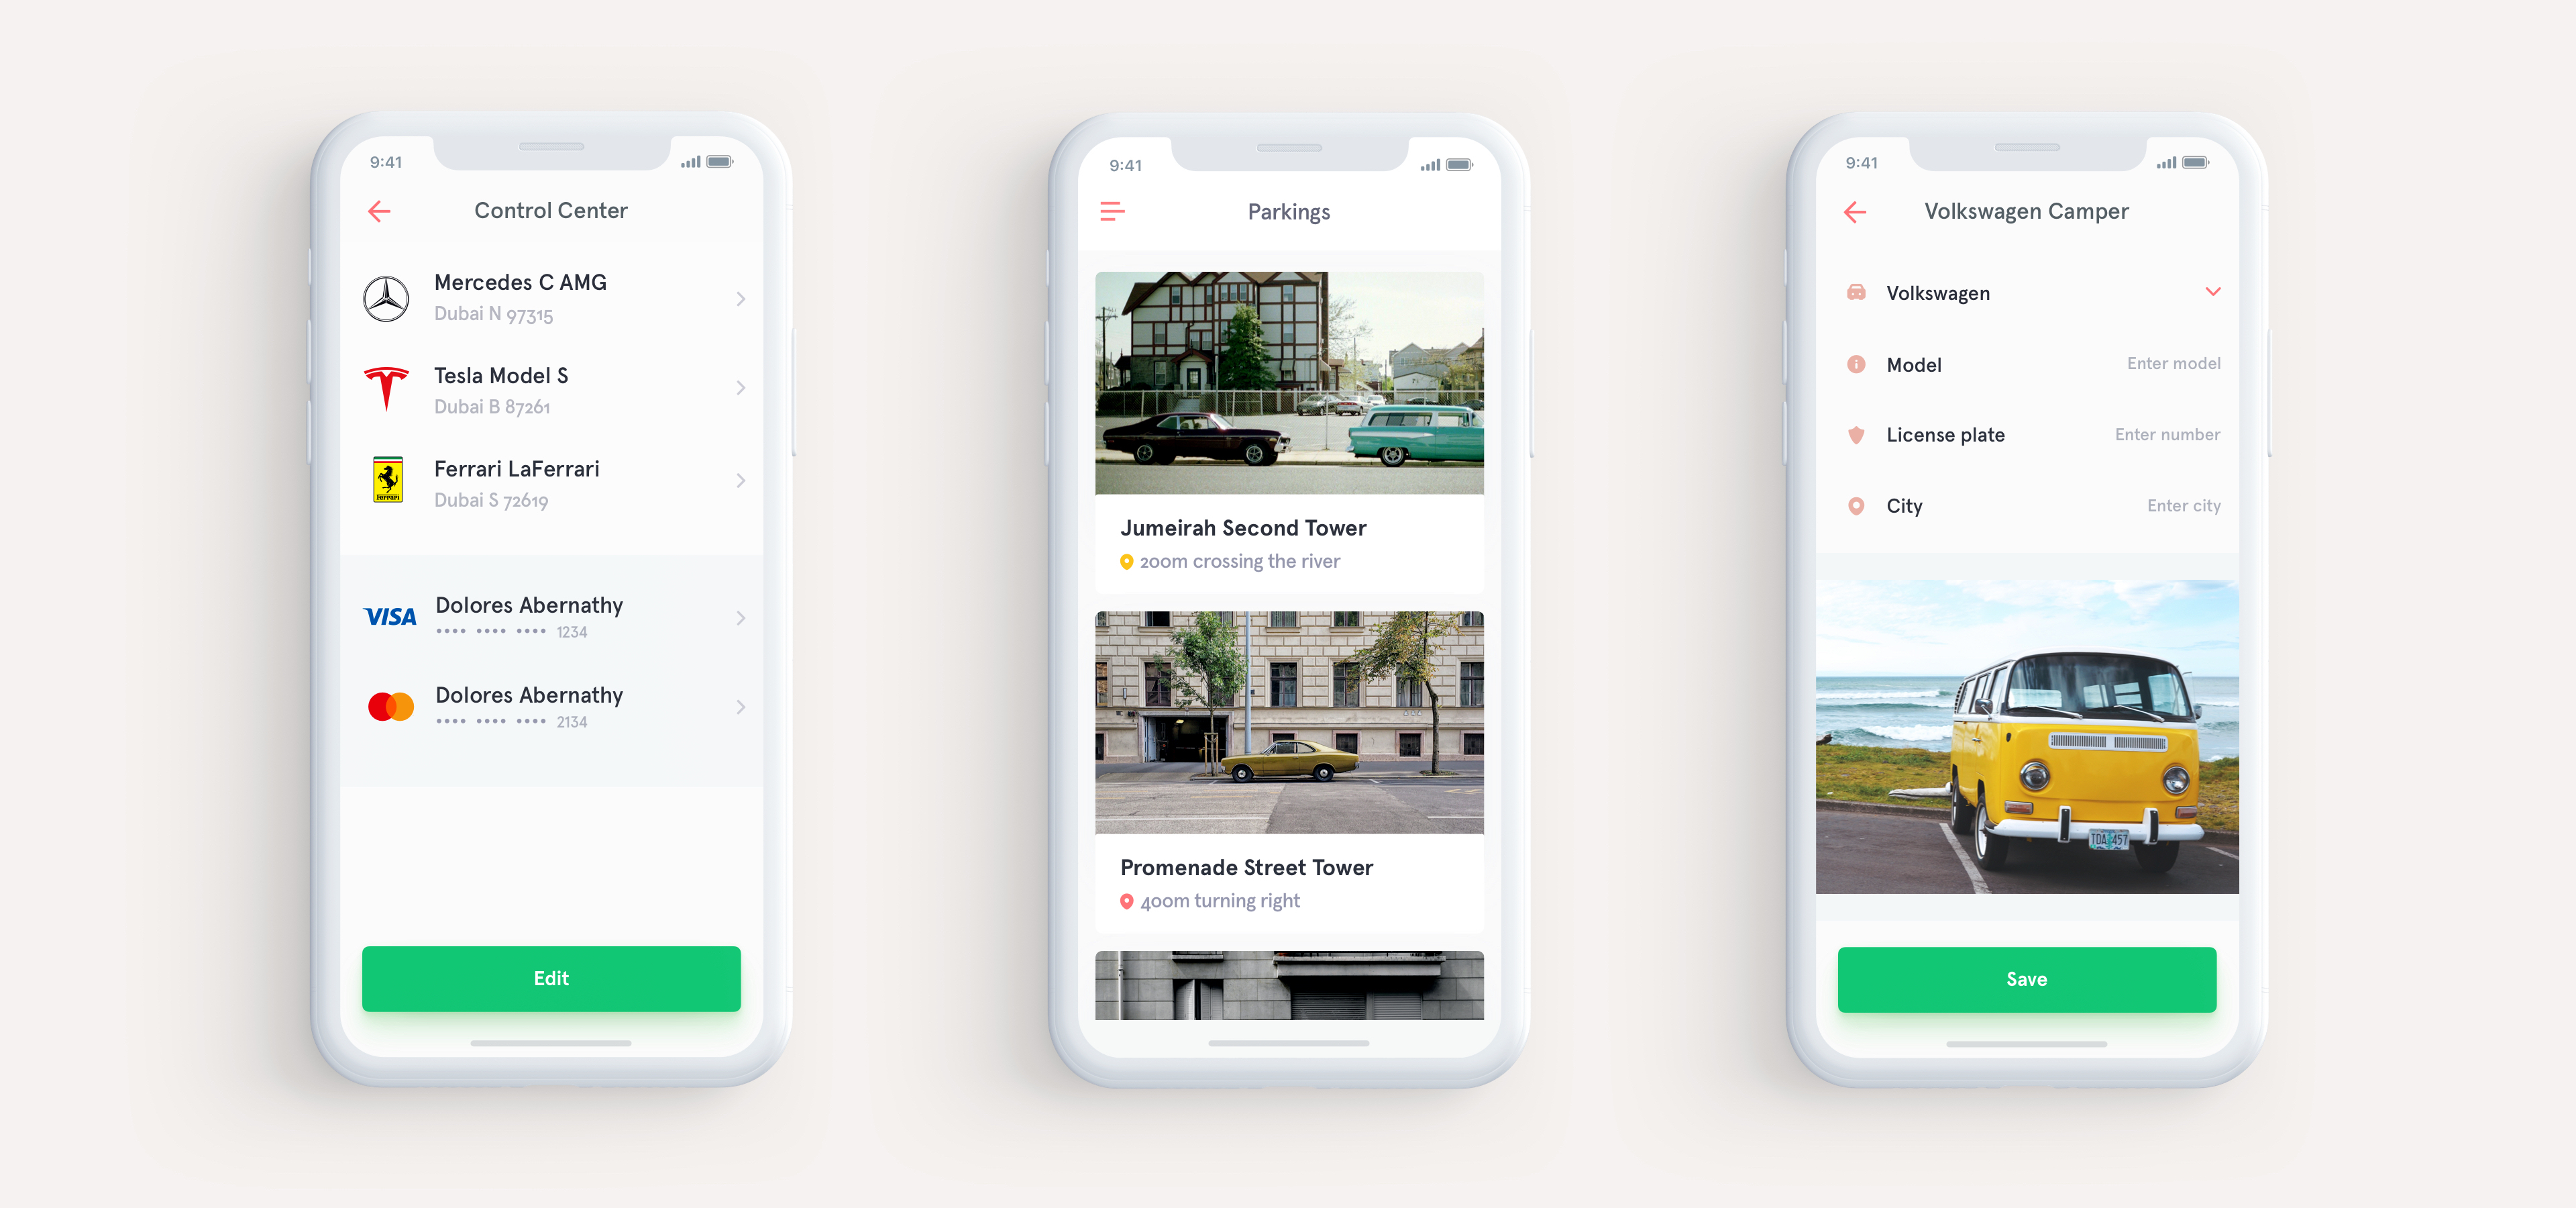 9:41
Control Center
Mercedes C AMG
Dubai N 97315
Tesla Model S
Dubai B 87261
Ferrari
Ferrari LaFerrari
Dubai S 72619
VISA
Dolores Abernathy
•••• •••• •••• 1234
Dolores Abernathy
•••• •••• •••• 2134
Edit
9:41
Parkings
Jumeirah Second Tower
200m crossing the river
Promenade Street Tower
400m turning right
9:41
Volkswagen Camper
Volkswagen
Model
Enter model
License plate
Enter number
City
Enter city
Save